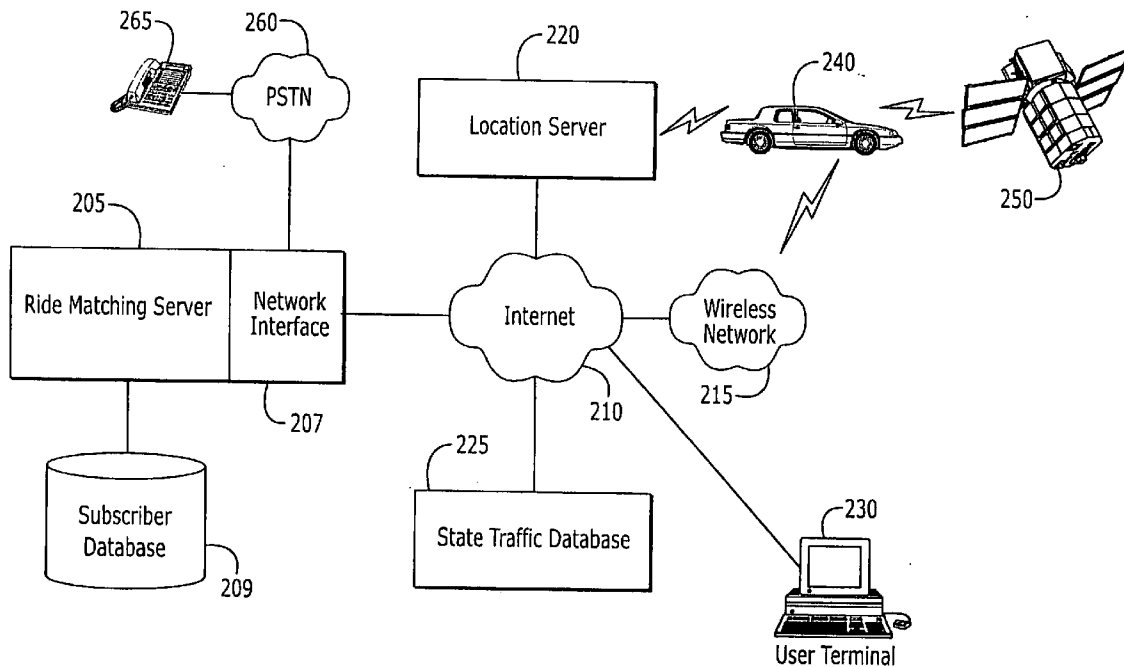 265
260
PSTN
220
Location Server
240
250
205
Ride Matching Server
Network
Interface
207
Internet
210
Wireless
Network
215
Subscriber
Database
209
225
State Traffic Database
230
User Terminal